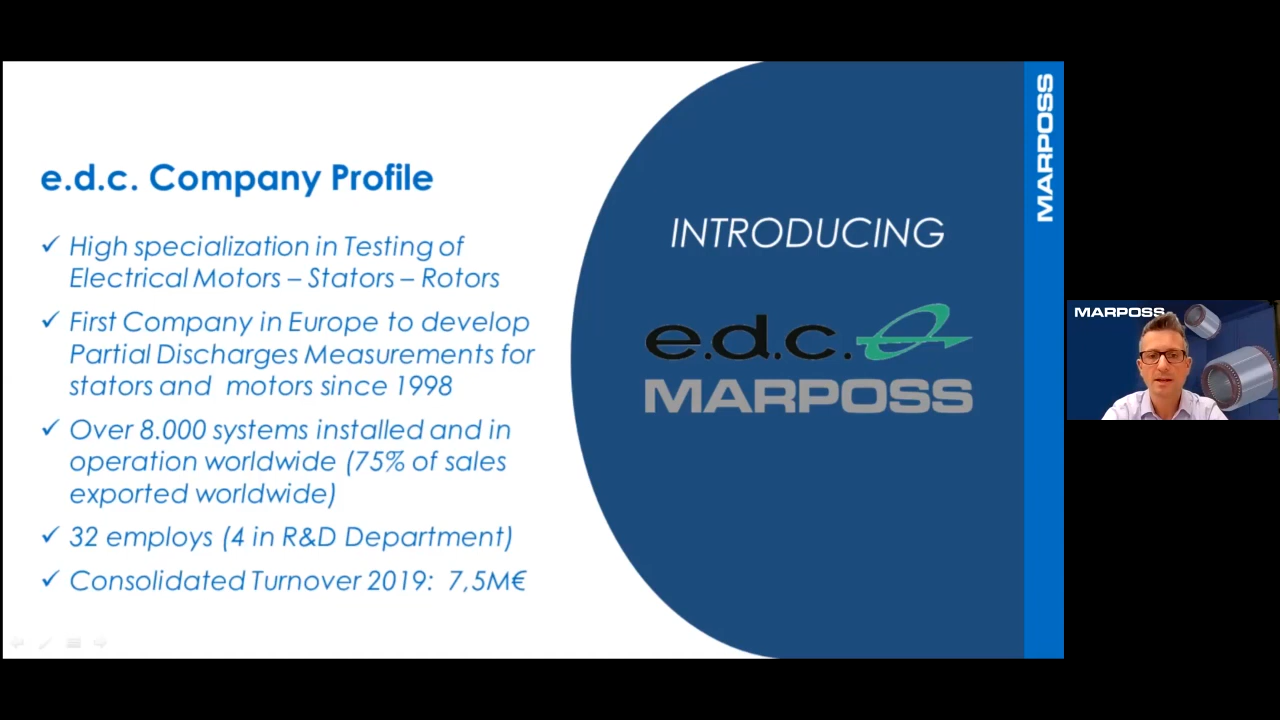 e.d.c. Company Profile
✓ High specialization in Testing of
Electrical Motors – Stators – Rotors
✓ First Company in Europe to develop
Partial Discharges Measurements for
stators and  motors since 1998
✓ Over 8.000 systems installed and in
operation worldwide (75% of sales
exported worldwide)
✓ 32 employs (4 in R&D Department)
✓ Consolidated Turnover 2019:  7,5M€
INTRODUCING
e.d.c.
MARPOSS
MARPOSS
MARPOSS